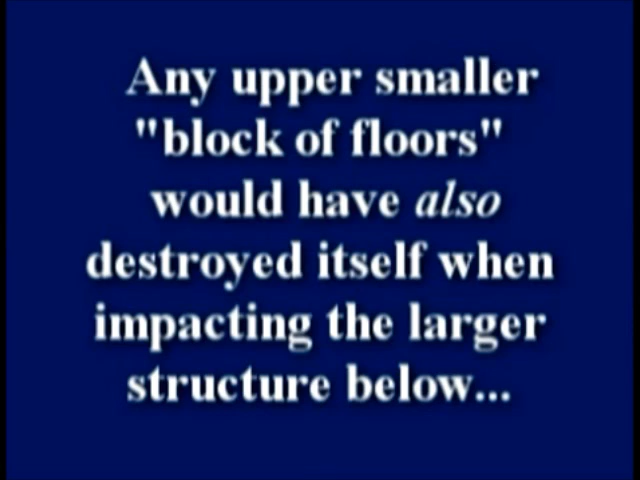 Any upper smaller
"block of floors"
would have also
destroyed itself when
impacting the larger
structure below...